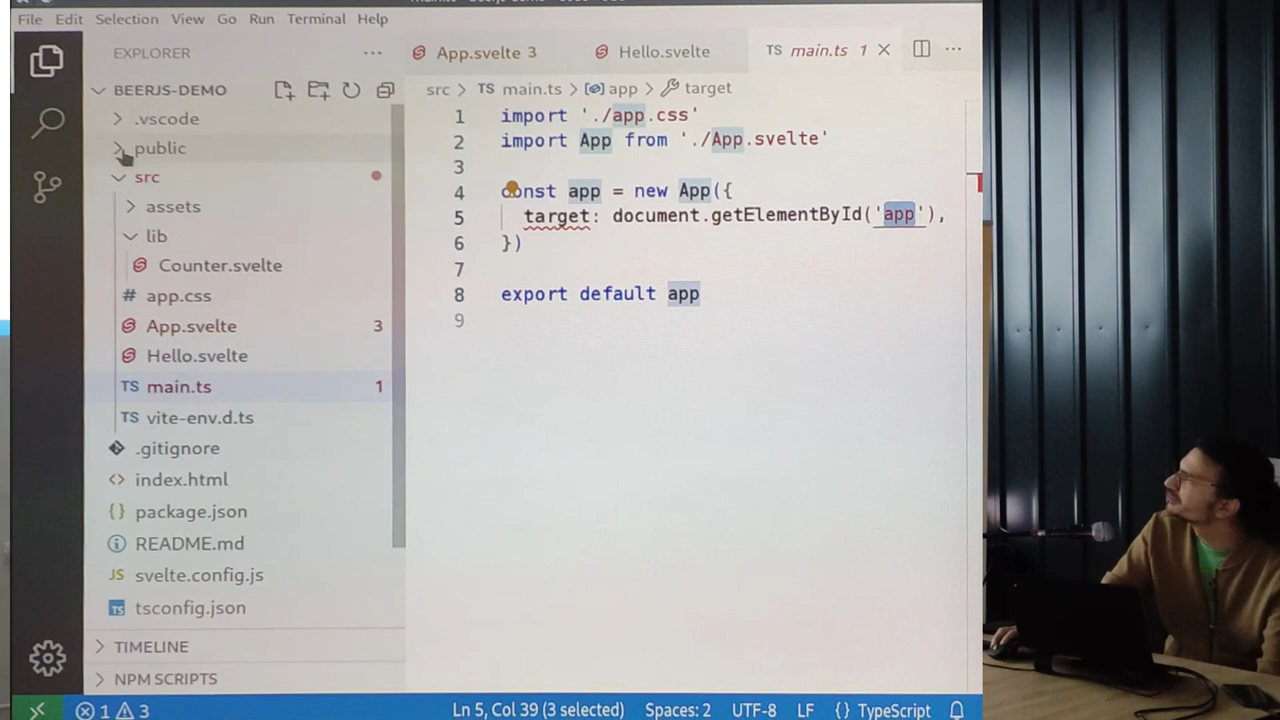 File Edit Selection View Go Run Terminal Help
EXPLORER
App.svelte 3
Hello.svelte
TS main.ts 1
BEERJS-DEMO
src > TS main.ts > app > target
.vscode
public
src
assets
lib
Counter.svelte
# app.css
App.svelte 3
Hello.svelte
TS main.ts 1
TS vite-env.d.ts
.gitignore
<> index.html
{} package.json
README.md
JS svelte.config.js
TS tsconfig.json
TIMELINE
NPM SCRIPTS
1 import './app.css'
2 import App from './App.svelte'
3
4 const app = new App({
5 target: document.getElementById('app'),
6 })
7
8 export default app
9
1 3 Ln 5, Col 39 (3 selected) Spaces: 2 UTF-8 LF {} TypeScript